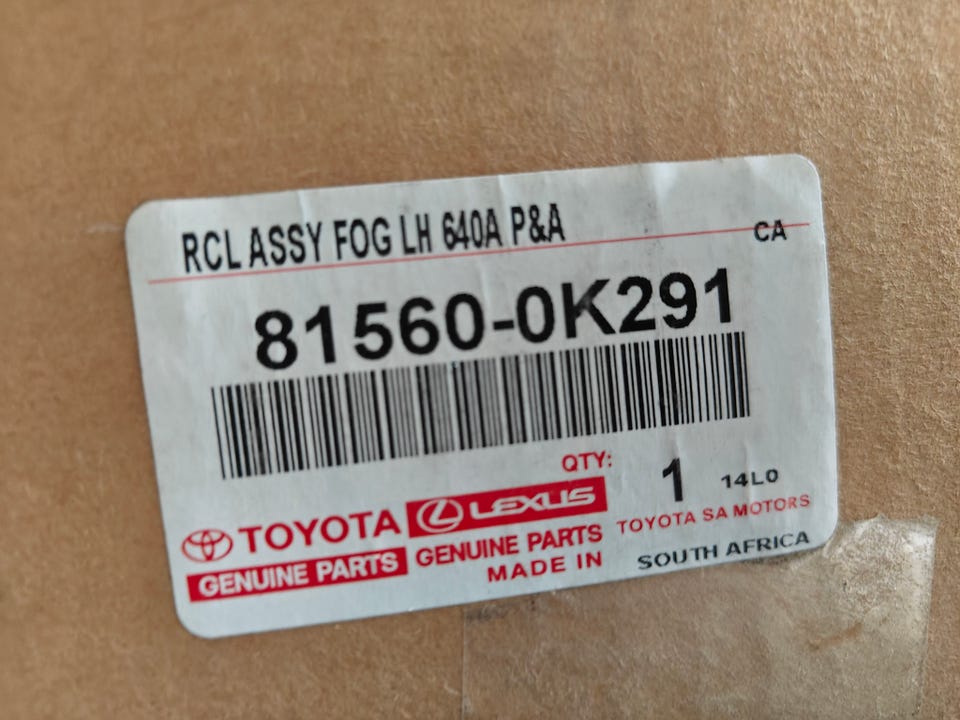 RCL ASSY FOG LH 640A P&A
CA
81560-0K291
QTY: 1 14L0
TOYOTA LEXUS
GENUINE PARTS GENUINE PARTS
TOYOTA SA MOTORS
MADE IN SOUTH AFRICA